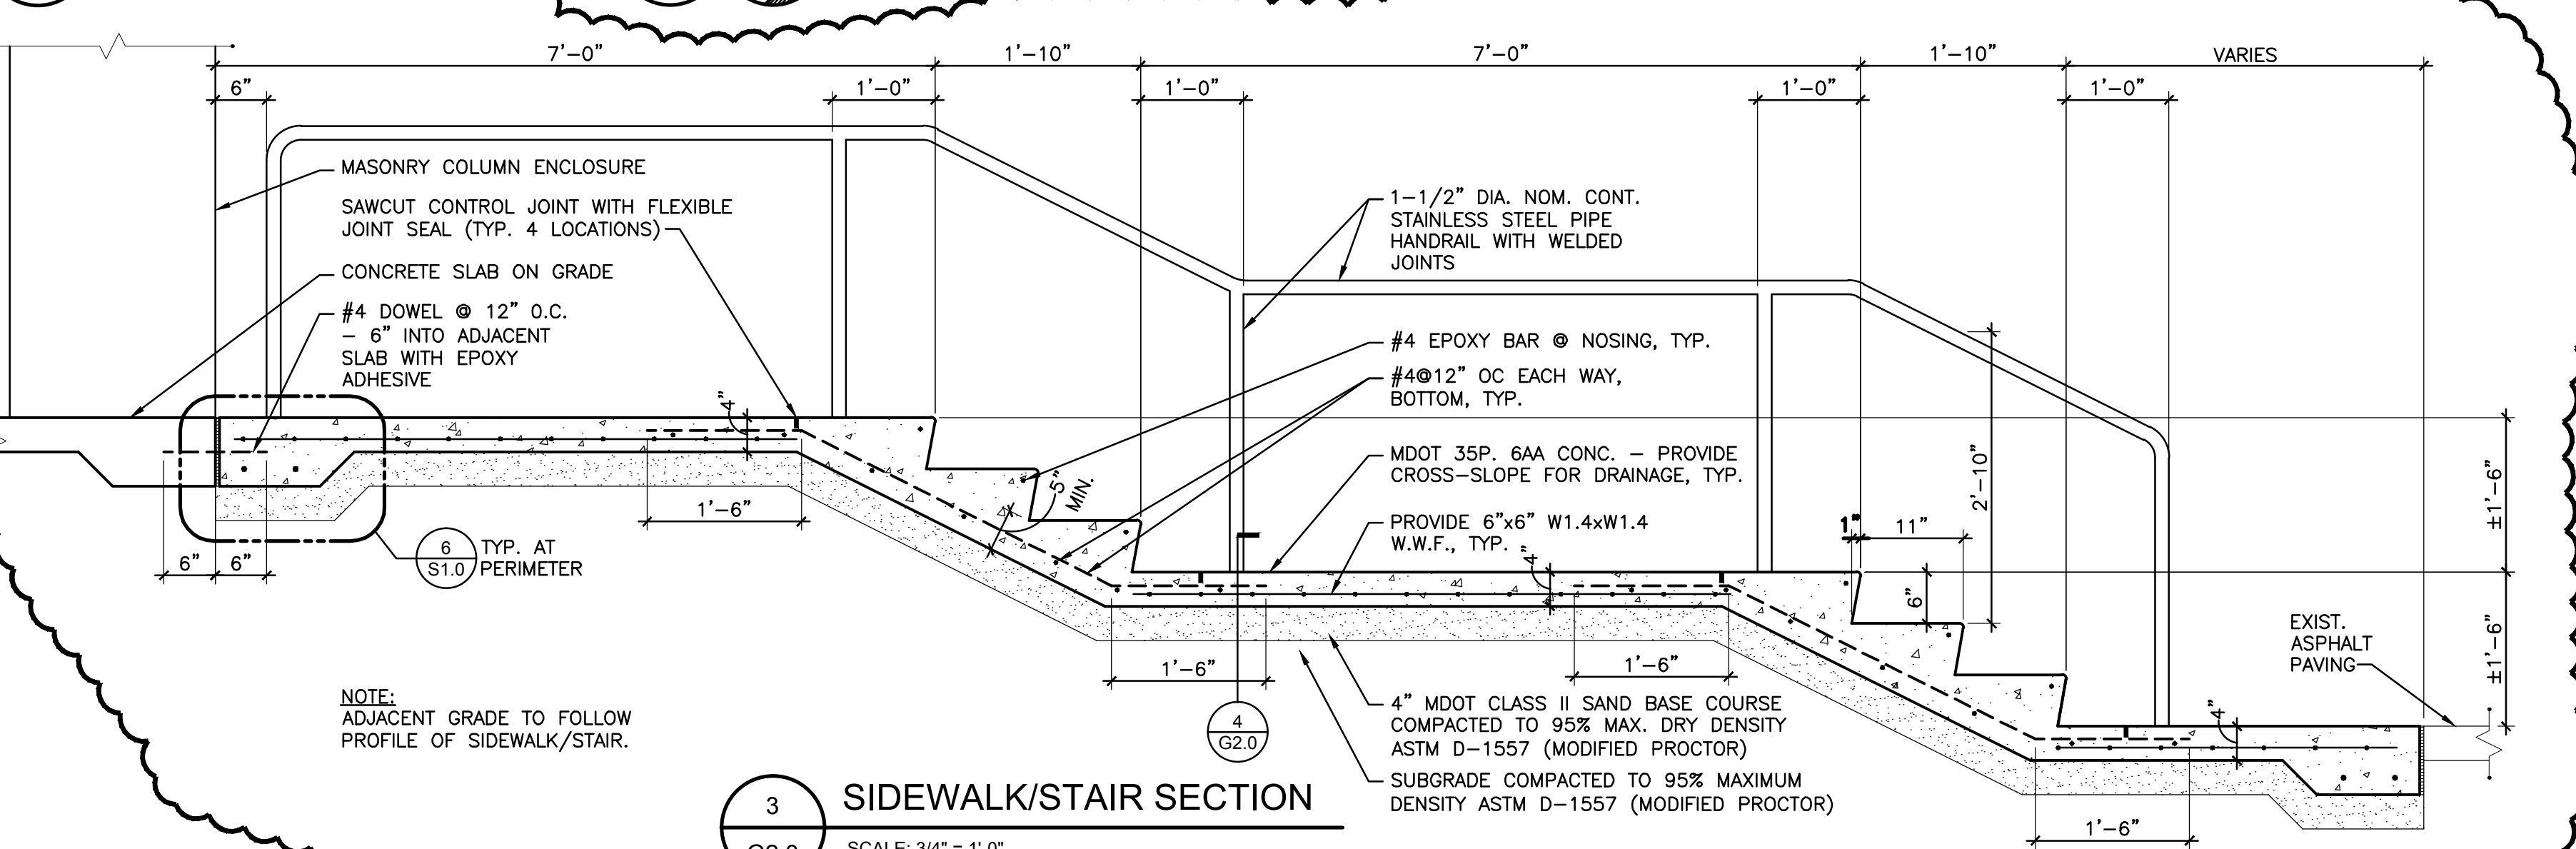 7'-0"
1'-10"
7'-0"
1'-10"
VARIES
6"
1'-0"
1'-0"
1'-0"
1'-0"
MASONRY COLUMN ENCLOSURE
SAWCUT CONTROL JOINT WITH FLEXIBLE
JOINT SEAL (TYP. 4 LOCATIONS)
CONCRETE SLAB ON GRADE
#4 DOWEL @ 12" O.C.
– 6" INTO ADJACENT
SLAB WITH EPOXY
ADHESIVE
1-1/2" DIA. NOM. CONT.
STAINLESS STEEL PIPE
HANDRAIL WITH WELDED
JOINTS
#4 EPOXY BAR @ NOSING, TYP.
#4@12" OC EACH WAY,
BOTTOM, TYP.
MDOT 35P. 6AA CONC. – PROVIDE
CROSS-SLOPE FOR DRAINAGE, TYP.
PROVIDE 6"x6" W1.4xW1.4
W.W.F., TYP.
4"
5"
MIN.
4"
1"
11"
2'-10"
6"
±1'-6"
±1'-6"
1'-6"
6
S1.0
TYP. AT
PERIMETER
6"
6"
1'-6"
1'-6"
EXIST.
ASPHALT
PAVING
4"
1'-6"
NOTE:
ADJACENT GRADE TO FOLLOW
PROFILE OF SIDEWALK/STAIR.
4
G2.0
4" MDOT CLASS II SAND BASE COURSE
COMPACTED TO 95% MAX. DRY DENSITY
ASTM D-1557 (MODIFIED PROCTOR)
SUBGRADE COMPACTED TO 95% MAXIMUM
DENSITY ASTM D-1557 (MODIFIED PROCTOR)
3
SIDEWALK/STAIR SECTION
SCALE: 3/4" = 1'-0"